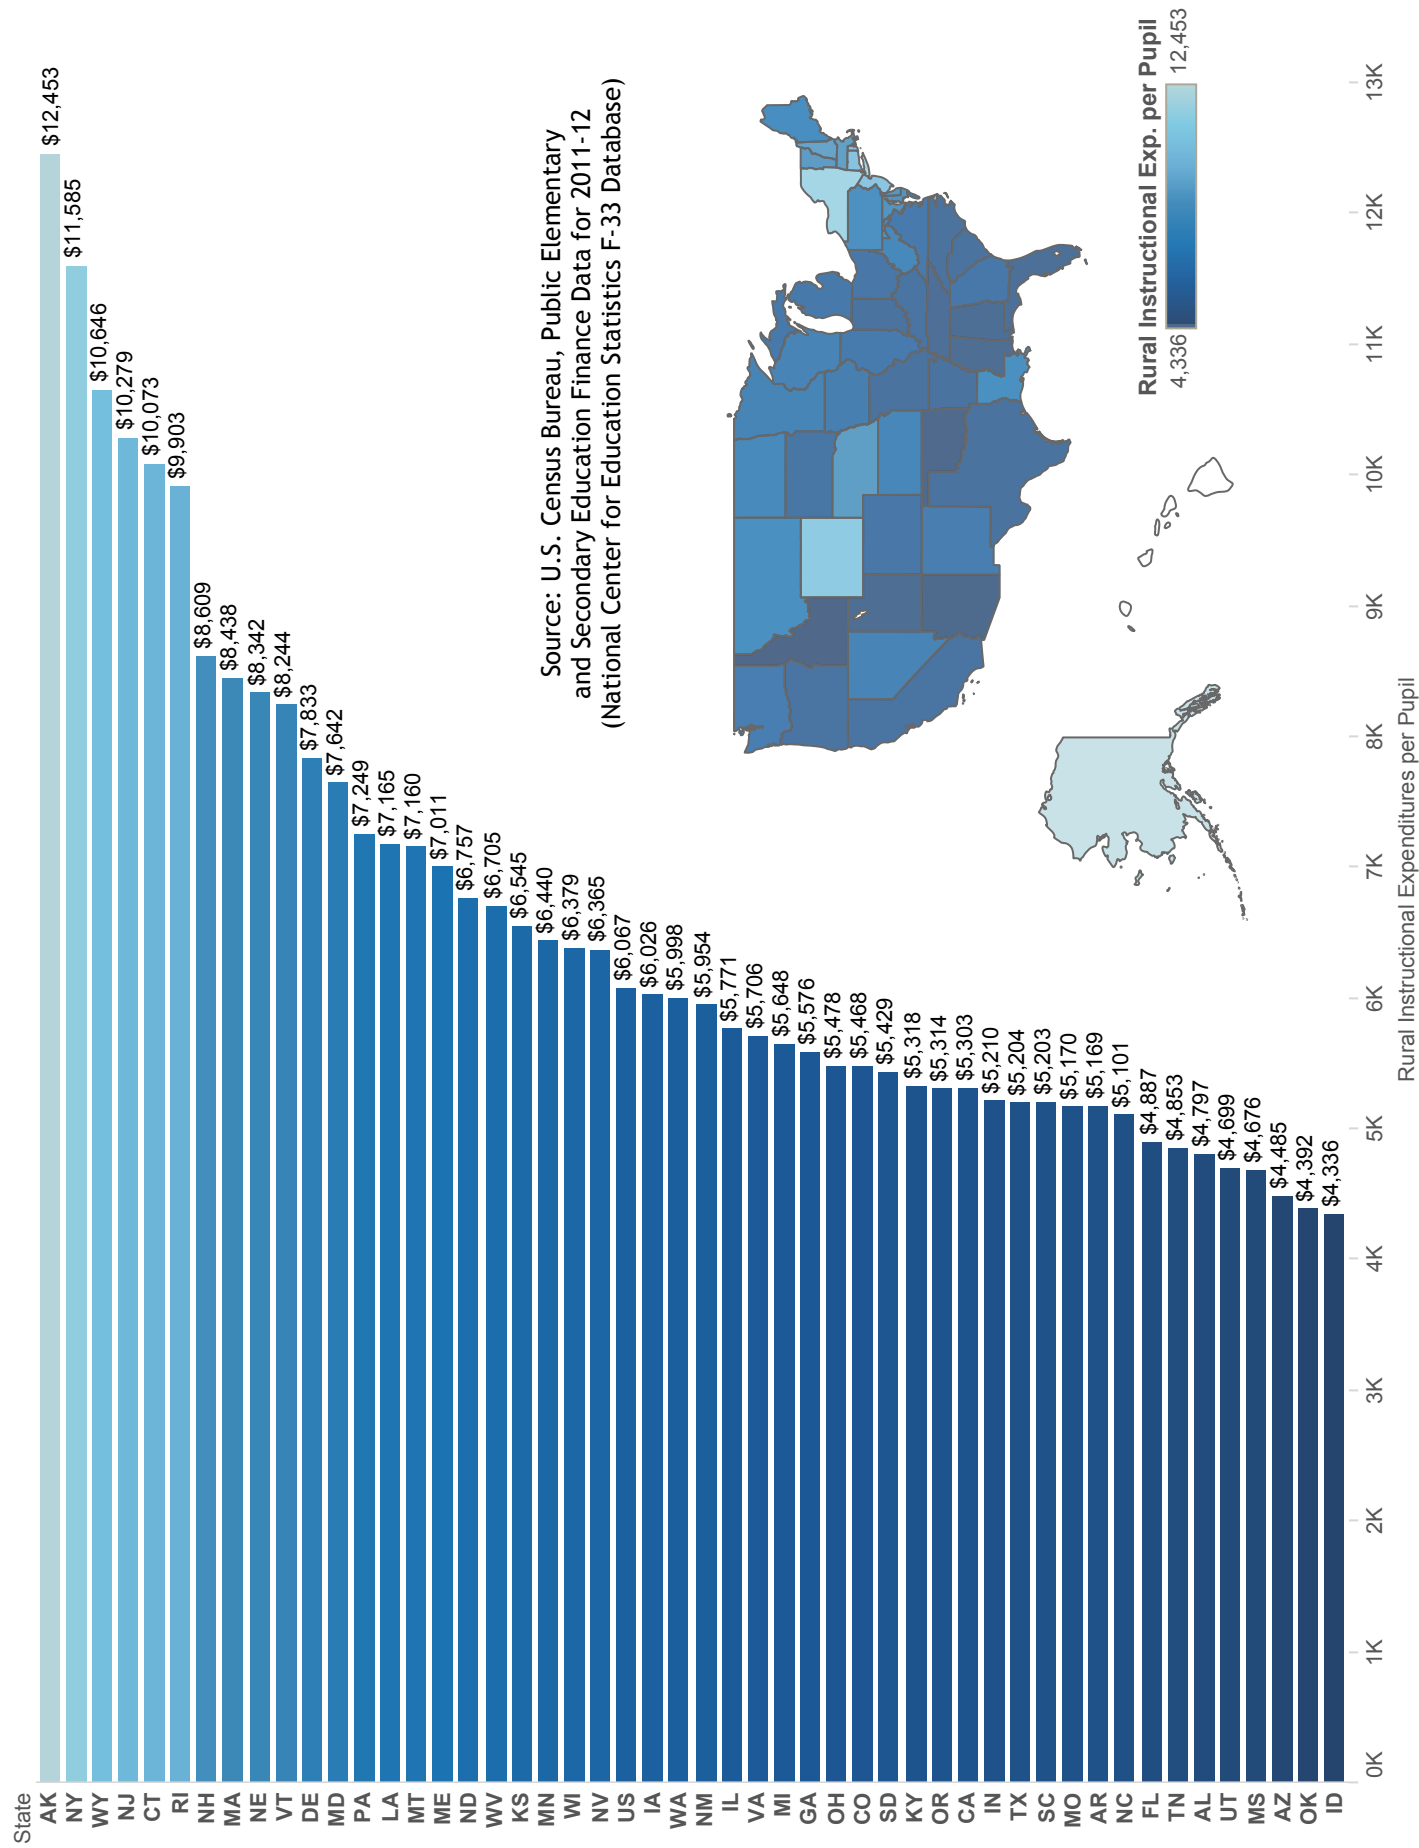 State
AK $12,453
NY $11,585
WY $10,646
NJ $10,279
CT $10,073
RI $9,903
NH $8,609
MA $8,438
NE $8,342
VT $8,244
DE $7,833
MD $7,642
PA $7,249
LA $7,165
MT $7,160
ME $7,011
ND $6,757
WV $6,705
KS $6,545
MN $6,440
WI $6,379
NV $6,365
US $6,067
IA $6,026
WA $5,998
NM $5,954
IL $5,771
VA $5,706
MI $5,648
GA $5,576
OH $5,478
CO $5,468
SD $5,429
KY $5,318
OR $5,314
CA $5,303
IN $5,210
TX $5,204
SC $5,203
MO $5,170
AR $5,169
NC $5,101
FL $4,887
TN $4,853
AL $4,797
UT $4,699
MS $4,676
AZ $4,485
OK $4,392
ID $4,336
0K 1K 2K 3K 4K 5K 6K 7K 8K 9K 10K 11K 12K 13K
Rural Instructional Expenditures per Pupil
Source: U.S. Census Bureau, Public Elementary
and Secondary Education Finance Data for 2011-12
(National Center for Education Statistics F-33 Database)
Rural Instructional Exp. per Pupil
4,336 12,453